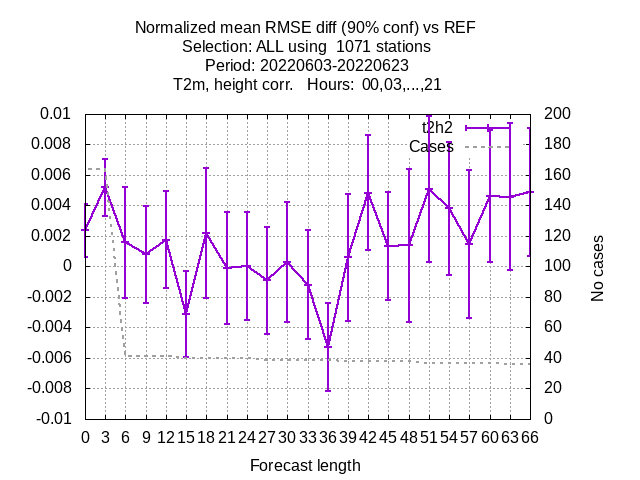 Normalized mean RMSE diff (90% conf) vs REF
Selection: ALL using  1071 stations
Period: 20220603-20220623
T2m, height corr.   Hours:  00,03,...,21
0.01
0.008
0.006
0.004
0.002
0
-0.002
-0.004
-0.006
-0.008
-0.01
200
180
160
140
120
100
80
60
40
20
0
t2h2
Cases
No cases
0 3 6 9 12 15 18 21 24 27 30 33 36 39 42 45 48 51 54 57 60 63 66
Forecast length